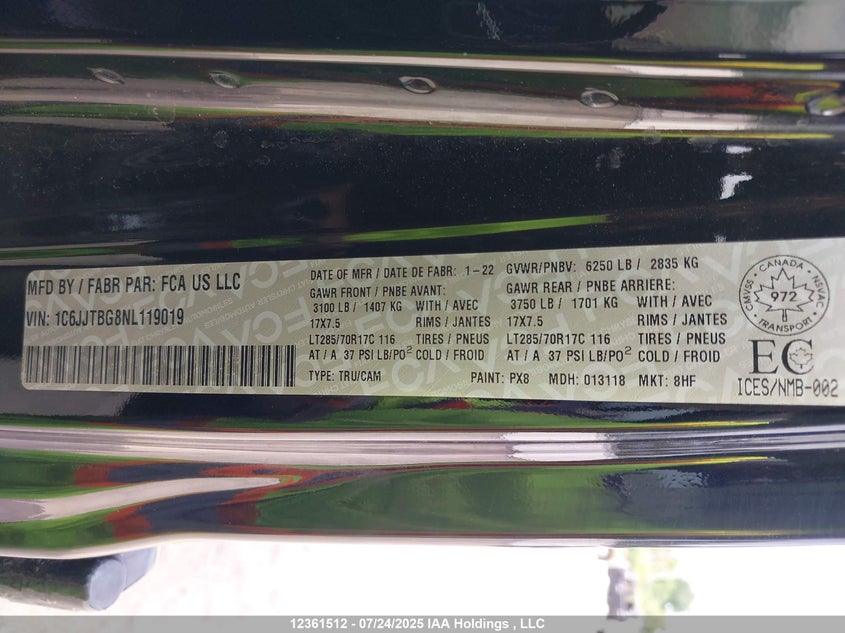 MFD BY / FABR PAR: FCA US LLC
VIN: 1C6JJTBG8NL119019
DATE OF MFR / DATE DE FABR: 1-22 GVWR/PNBV: 6250 LB / 2835 KG
GAWR FRONT / PNBE AVANT: GAWR REAR / PNBE ARRIERE:
3100 LB / 1407 KG WITH / AVEC 3750 LB / 1701 KG WITH / AVEC
17X7.5 RIMS / JANTES 17X7.5 RIMS / JANTES
LT285/70R17C 116 TIRES / PNEUS LT285/70R17C 116 TIRES / PNEUS
AT / A 37 PSI LB/PO² COLD / FROID AT / A 37 PSI LB/PO² COLD / FROID
TYPE: TRU/CAM PAINT: PX8 MDH: 013118 MKT: 8HF
CMVSS CANADA NSVAC
972
EC
ICES/NMB-002
12361512 - 07/24/2025 IAA Holdings , LLC